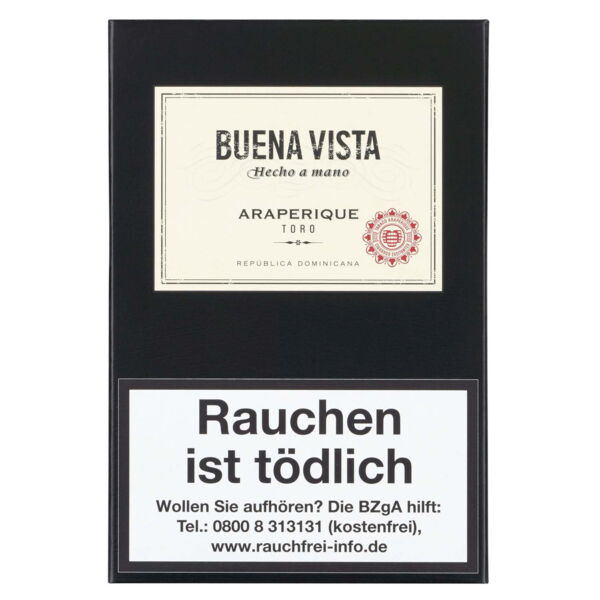 BUENA VISTA
Hecho a mano
ARAPERIQUE
TORO
REPÚBLICA DOMINICANA
Rauchen
ist tödlich
Wollen Sie aufhören? Die BZgA hilft:
Tel.: 0800 8 313131 (kostenfrei),
www.rauchfrei-info.de